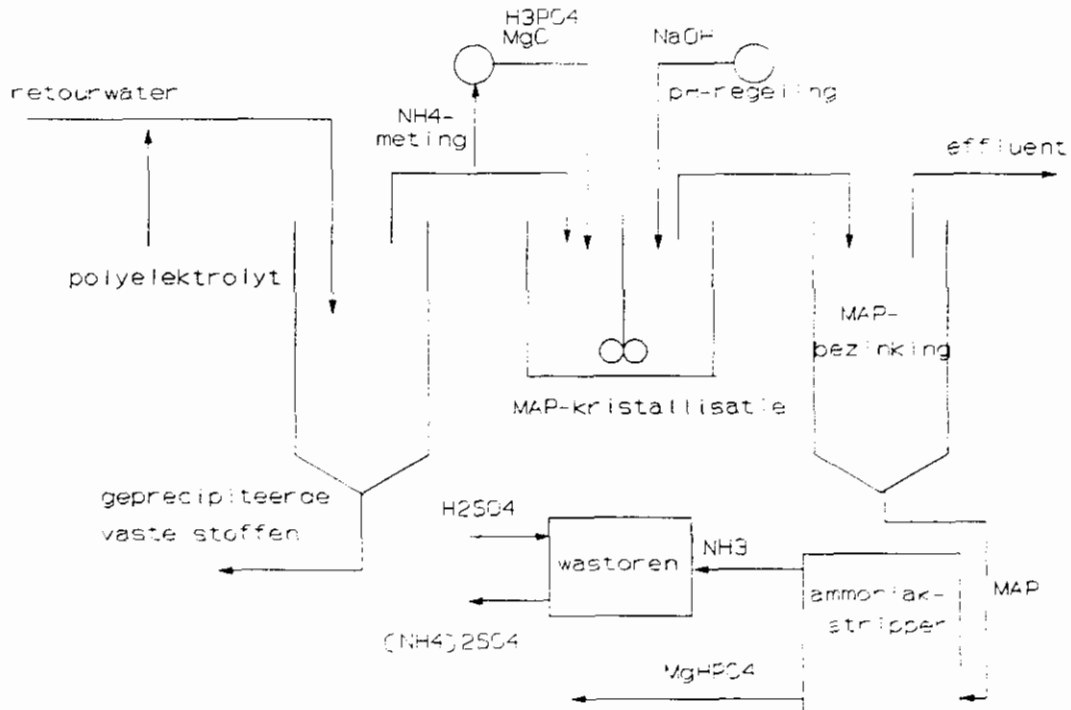 H3PO4
MgO
NaOH
retourwater
pH-regeling
NH4-
meting
effluent
polyelektrolyt
MAP-
bezinking
MAP-kristallisatie
geprecipiteerde
vaste stoffen
H2SO4
NH3
wastoren
ammoniak-
stripper
MAP
(NH4)2SO4
MgHPO4